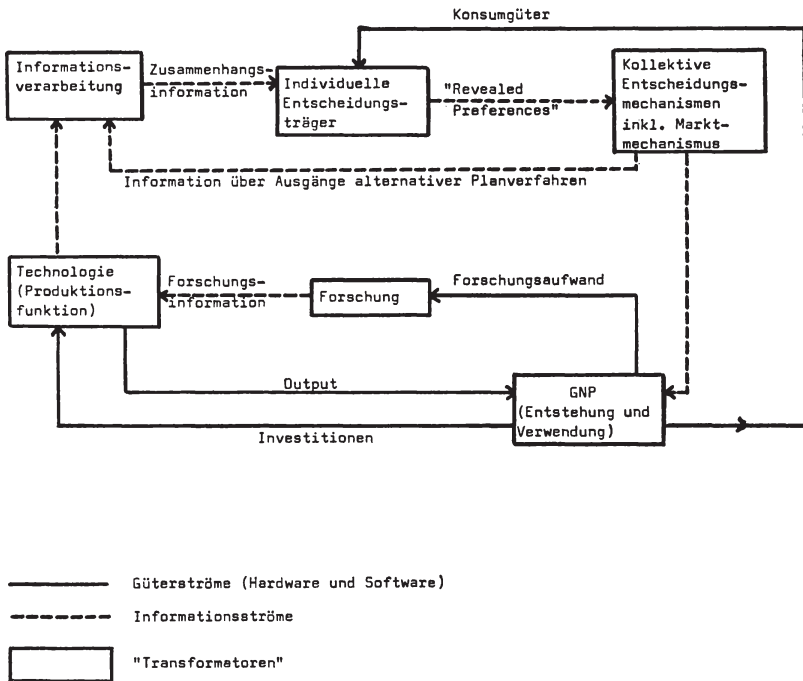 Konsumgüter
Informations-
verarbeitung
Zusammenhangs-
information
Individuelle
Entscheidungs-
träger
"Revealed
Preferences"
Kollektive
Entscheidungs-
mechanismen
inkl. Markt-
mechanismus
Information über Ausgänge alternativer Planverfahren
Technologie
(Produktions-
funktion)
Forschungs-
information
Forschung
Forschungsaufwand
Output
GNP
(Entstehung und
Verwendung)
Investitionen
Güterströme (Hardware und Software)
Informationsströme
"Transformatoren"